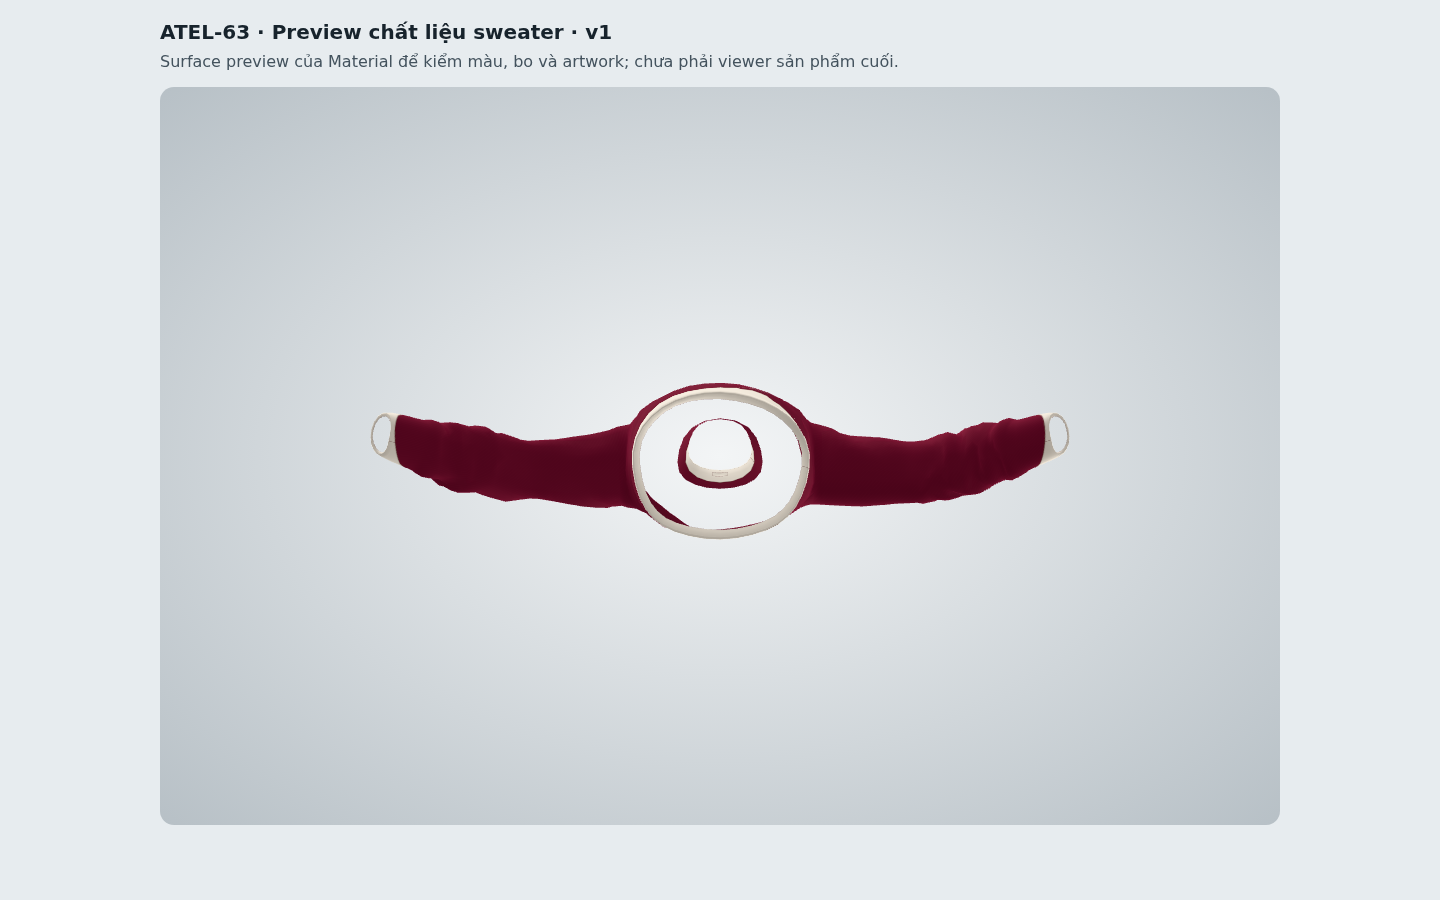 ATEL-63 · Preview chất liệu sweater · v1
Surface preview của Material để kiểm màu, bo và artwork; chưa phải viewer sản phẩm cuối.